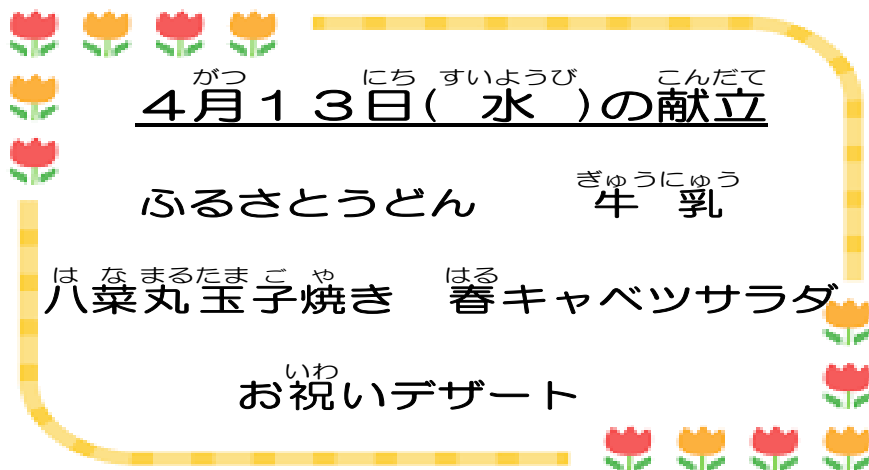 がつ にち すいようび こんだて
４月１３日(水)の献立
ぎゅうにゅう
ふるさとうどん 牛乳
は な まるたま ご や はる
八菜丸玉子焼き 春キャベツサラダ
いわ
お祝いデザート